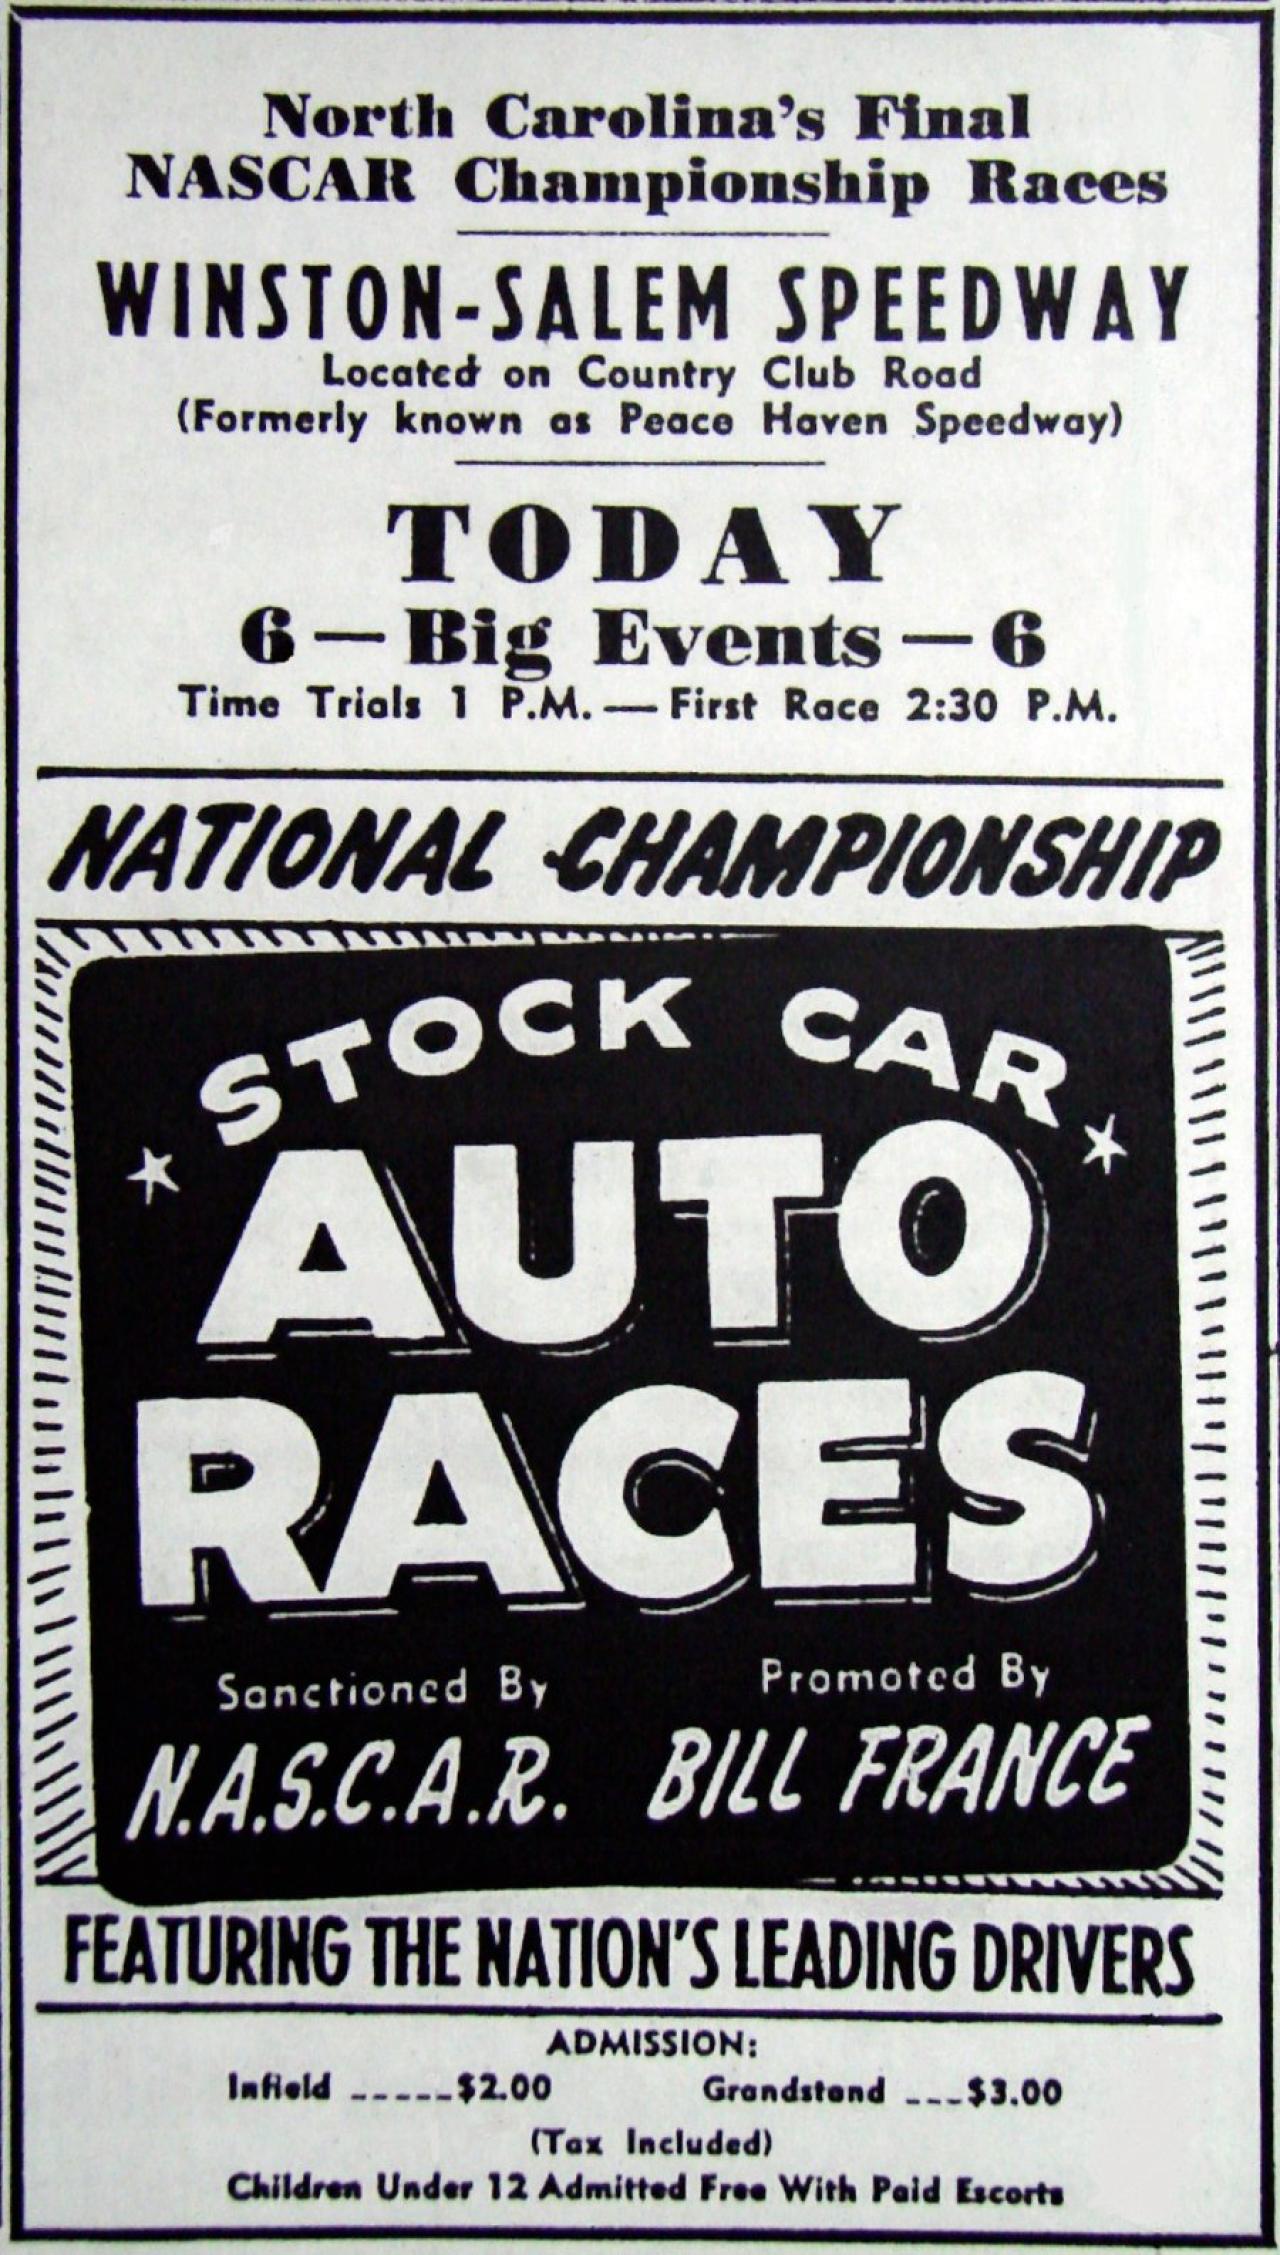 North Carolina's Final
NASCAR Championship Races
WINSTON-SALEM SPEEDWAY
Located on Country Club Road
(Formerly known as Peace Haven Speedway)
TODAY
6 — Big Events — 6
Time Trials 1 P.M. — First Race 2:30 P.M.
NATIONAL CHAMPIONSHIP
STOCK CAR
AUTO
RACES
Sanctioned By Promoted By
N.A.S.C.A.R. BILL FRANCE
FEATURING THE NATION'S LEADING DRIVERS
ADMISSION:
Infield _____$2.00 Grandstand ___$3.00
(Tax Included)
Children Under 12 Admitted Free With Paid Escorts